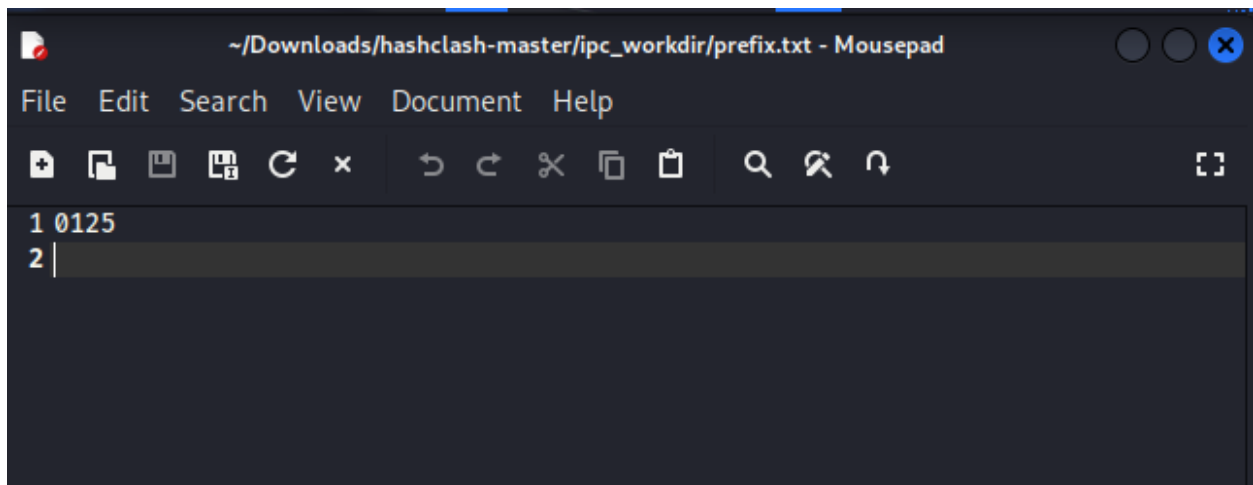 ~/Downloads/hashclash-master/ipc_workdir/prefix.txt - Mousepad
File Edit Search View Document Help
1 0125
2